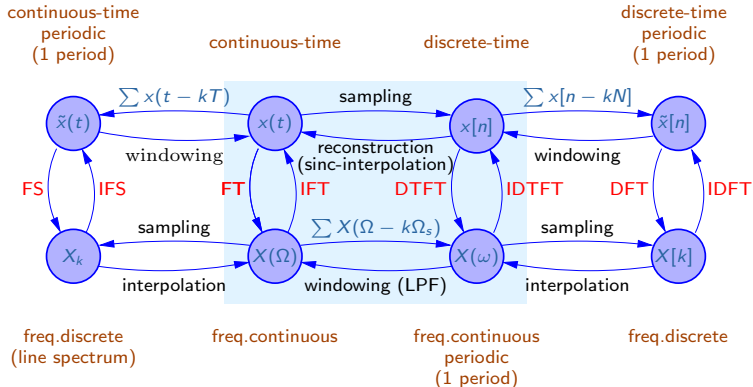 continuous-time
periodic
(1 period)
continuous-time
discrete-time
discrete-time
periodic
(1 period)
∑ x(t − kT)
sampling
∑ x[n − kN]
x̃(t)
x(t)
x[n]
x̃[n]
windowing
reconstruction
(sinc-interpolation)
windowing
FS
IFS
FT
IFT
DTFT
IDTFT
DFT
IDFT
sampling
∑ X(Ω − kΩₛ)
sampling
Xₖ
X(Ω)
X(ω)
X[k]
interpolation
windowing (LPF)
interpolation
freq.discrete
(line spectrum)
freq.continuous
freq.continuous
periodic
(1 period)
freq.discrete